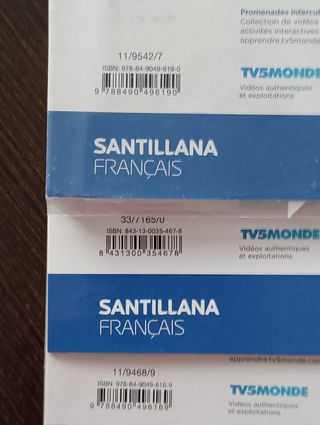 Promenades intercul
Collection de vidéos
activités interactives
apprendre.tv5monde
11/9542/7
ISBN: 978-84-9049-619-0
9 788490 496190
TV5MONDE
Vidéos authentiques
et exploitations
SANTILLANA
FRANÇAIS
33/7165/0
ISBN: 843-13-0035-467-8
8 431300 354678
TV5MONDE
Vidéos authentiques
et exploitations
SANTILLANA
FRANÇAIS
apprendre.tv5monde.com
11/9468/9
ISBN: 978-84-9049-616-9
9 788490 496169
TV5MONDE
Vidéos authentiques
et exploitations